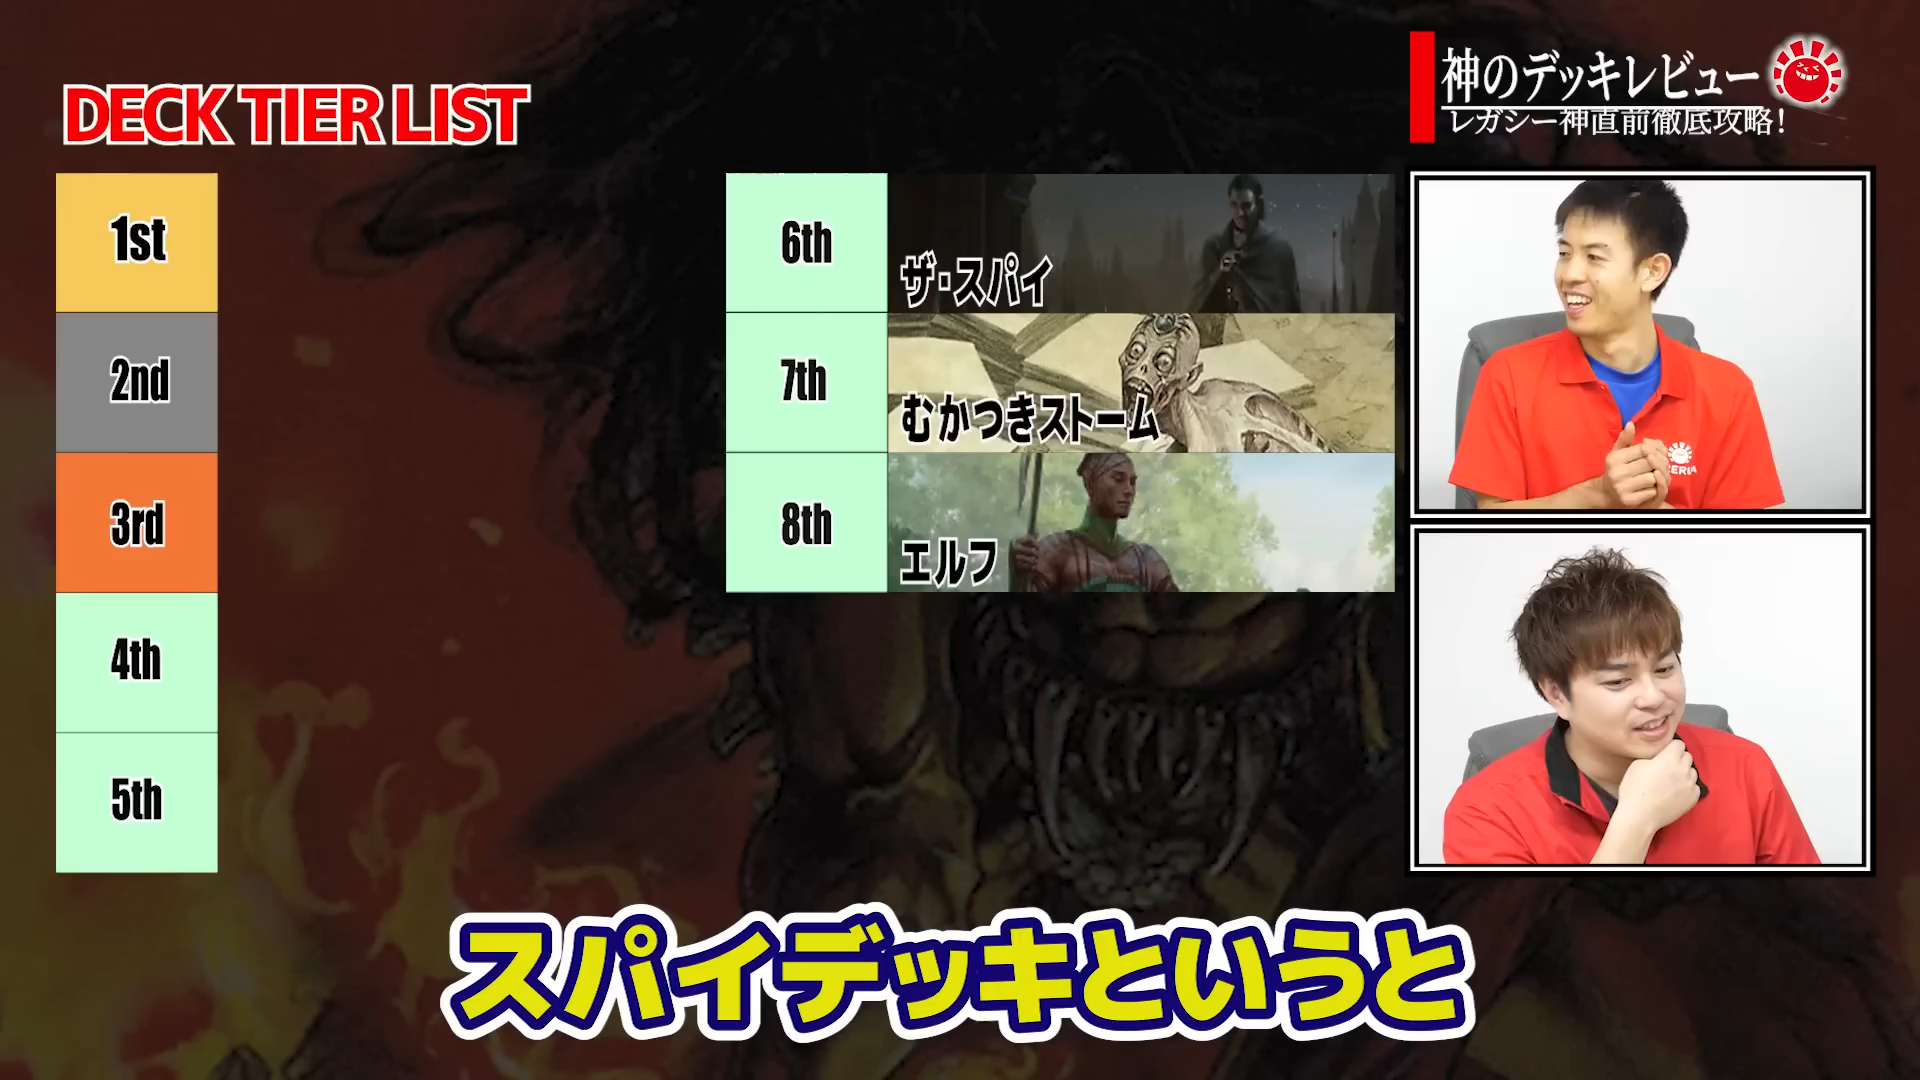 神のデッキレビュー
レガシー神直前徹底攻略！
DECK TIER LIST
1st
2nd
3rd
4th
5th
6th
ザ・スパイ
7th
むかつきストーム
8th
エルフ
スパイデッキというと